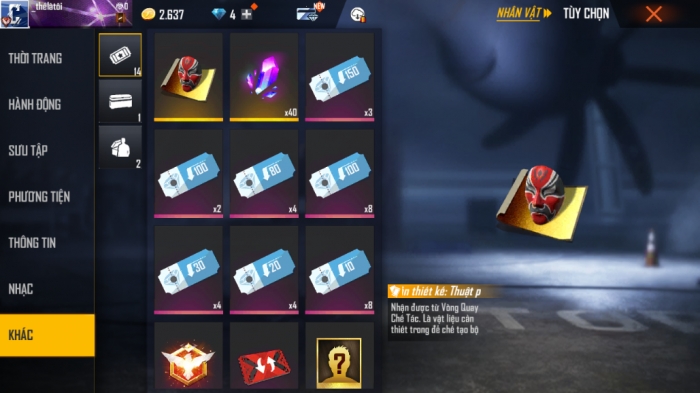 thélàtôi
2.637
4
NEW
NHÂN VẬT
TÙY CHỌN
THỜI TRANG
HÀNH ĐỘNG
SƯU TẬP
PHƯƠNG TIỆN
THÔNG TIN
NHẠC
KHÁC
14
1
2
x40
150
x3
100
x2
80
x4
100
x8
30
x4
20
x4
10
x8
?
n thiết kế: Thuật p
Nhận được từ Vòng Quay
Chế Tác. Là vật liệu cần
thiết trong để chế tạo bộ